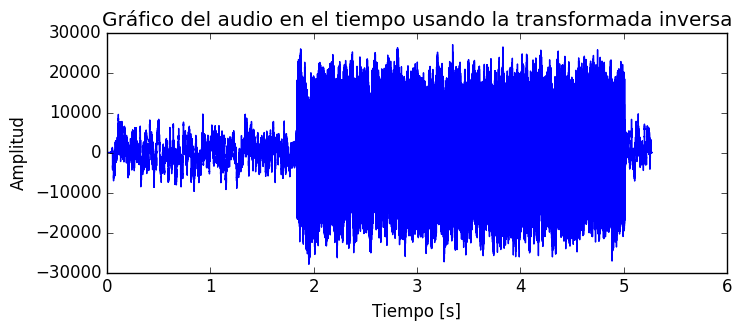 Gráfico del audio en el tiempo usando la transformada inversa
30000
20000
10000
0
−10000
−20000
−30000
0 1 2 3 4 5 6
Amplitud
Tiempo [s]